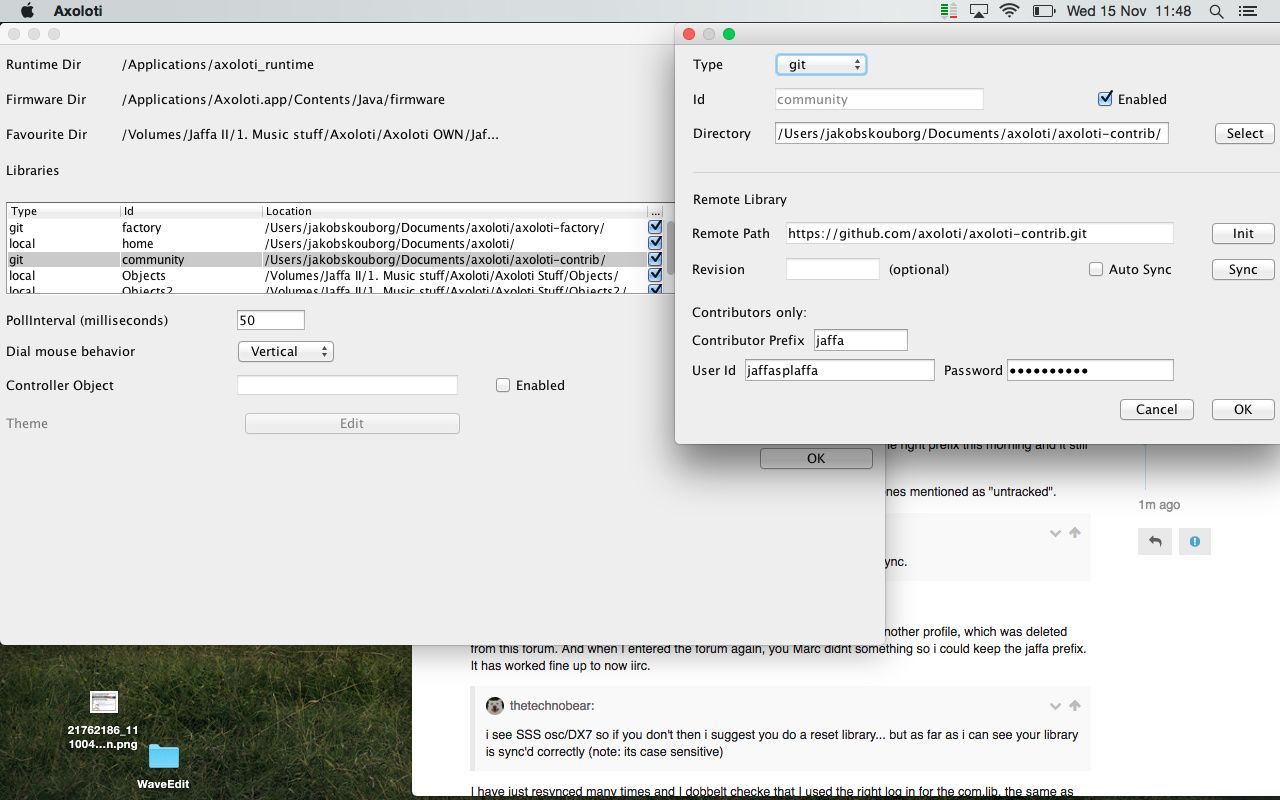 Axoloti
Wed 15 Nov 11:48
Runtime Dir /Applications/axoloti_runtime
Firmware Dir /Applications/Axoloti.app/Contents/Java/firmware
Favourite Dir /Volumes/Jaffa II/1. Music stuff/Axoloti/Axoloti OWN/Jaf...
Libraries
Type Id Location ...
git factory /Users/jakobskouborg/Documents/axoloti/axoloti-factory/
local home /Users/jakobskouborg/Documents/axoloti/
git community /Users/jakobskouborg/Documents/axoloti/axoloti-contrib/
local Objects /Volumes/Jaffa II/1. Music stuff/Axoloti/Axoloti Stuff/Objects/
local Objects2 /Volumes/Jaffa II/1. Music stuff/Axoloti/Axoloti Stuff/Objects2/
PollInterval (milliseconds) 50
Dial mouse behavior Vertical
Controller Object Enabled
Theme Edit
OK
Type git
Id community Enabled
Directory /Users/jakobskouborg/Documents/axoloti/axoloti-contrib/ Select
Remote Library
Remote Path https://github.com/axoloti/axoloti-contrib.git Init
Revision (optional) Auto Sync Sync
Contributors only:
Contributor Prefix jaffa
User Id jaffasplaffa Password ●●●●●●●●●●
Cancel OK
right prefix this morning and it still
mentioned as "untracked".
1m ago
ync.
nother profile, which was deleted
from this forum. And when I entered the forum again, you Marc didnt something so i could keep the jaffa prefix.
It has worked fine up to now iirc.
thetechnobear:
i see SSS osc/DX7 so if you don't then i suggest you do a reset library... but as far as i can see your library
is sync'd correctly (note: its case sensitive)
I have just resynced many times and I dobbelt checke that I used the right log in for the com.lib, the same as
21762186_11
1004...n.png
WaveEdit